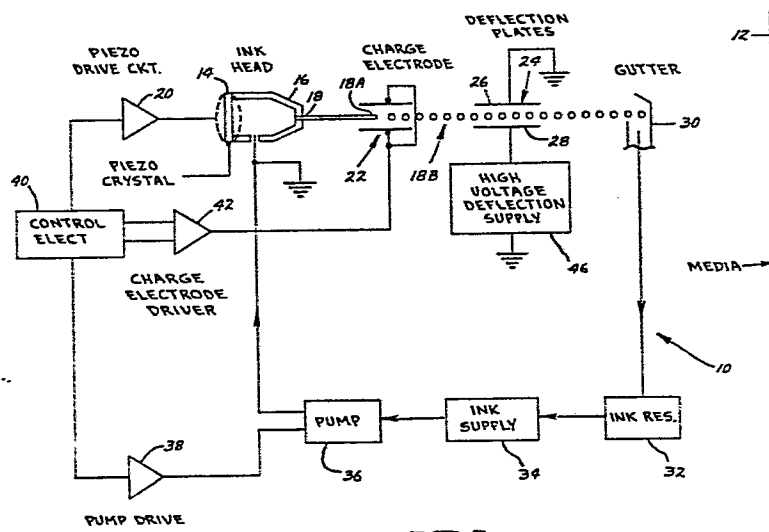 DEFLECTION
PLATES
12
PIEZO
DRIVE CKT.
INK
HEAD
CHARGE
ELECTRODE
GUTTER
14
16
18
18A
26
24
20
30
22
18B
28
PIEZO
CRYSTAL
HIGH
VOLTAGE
DEFLECTION
SUPPLY
40
42
CONTROL
ELECT
46
MEDIA
CHARGE
ELECTRODE
DRIVER
10
PUMP
INK
SUPPLY
INK RES.
38
36
34
32
PUMP DRIVE